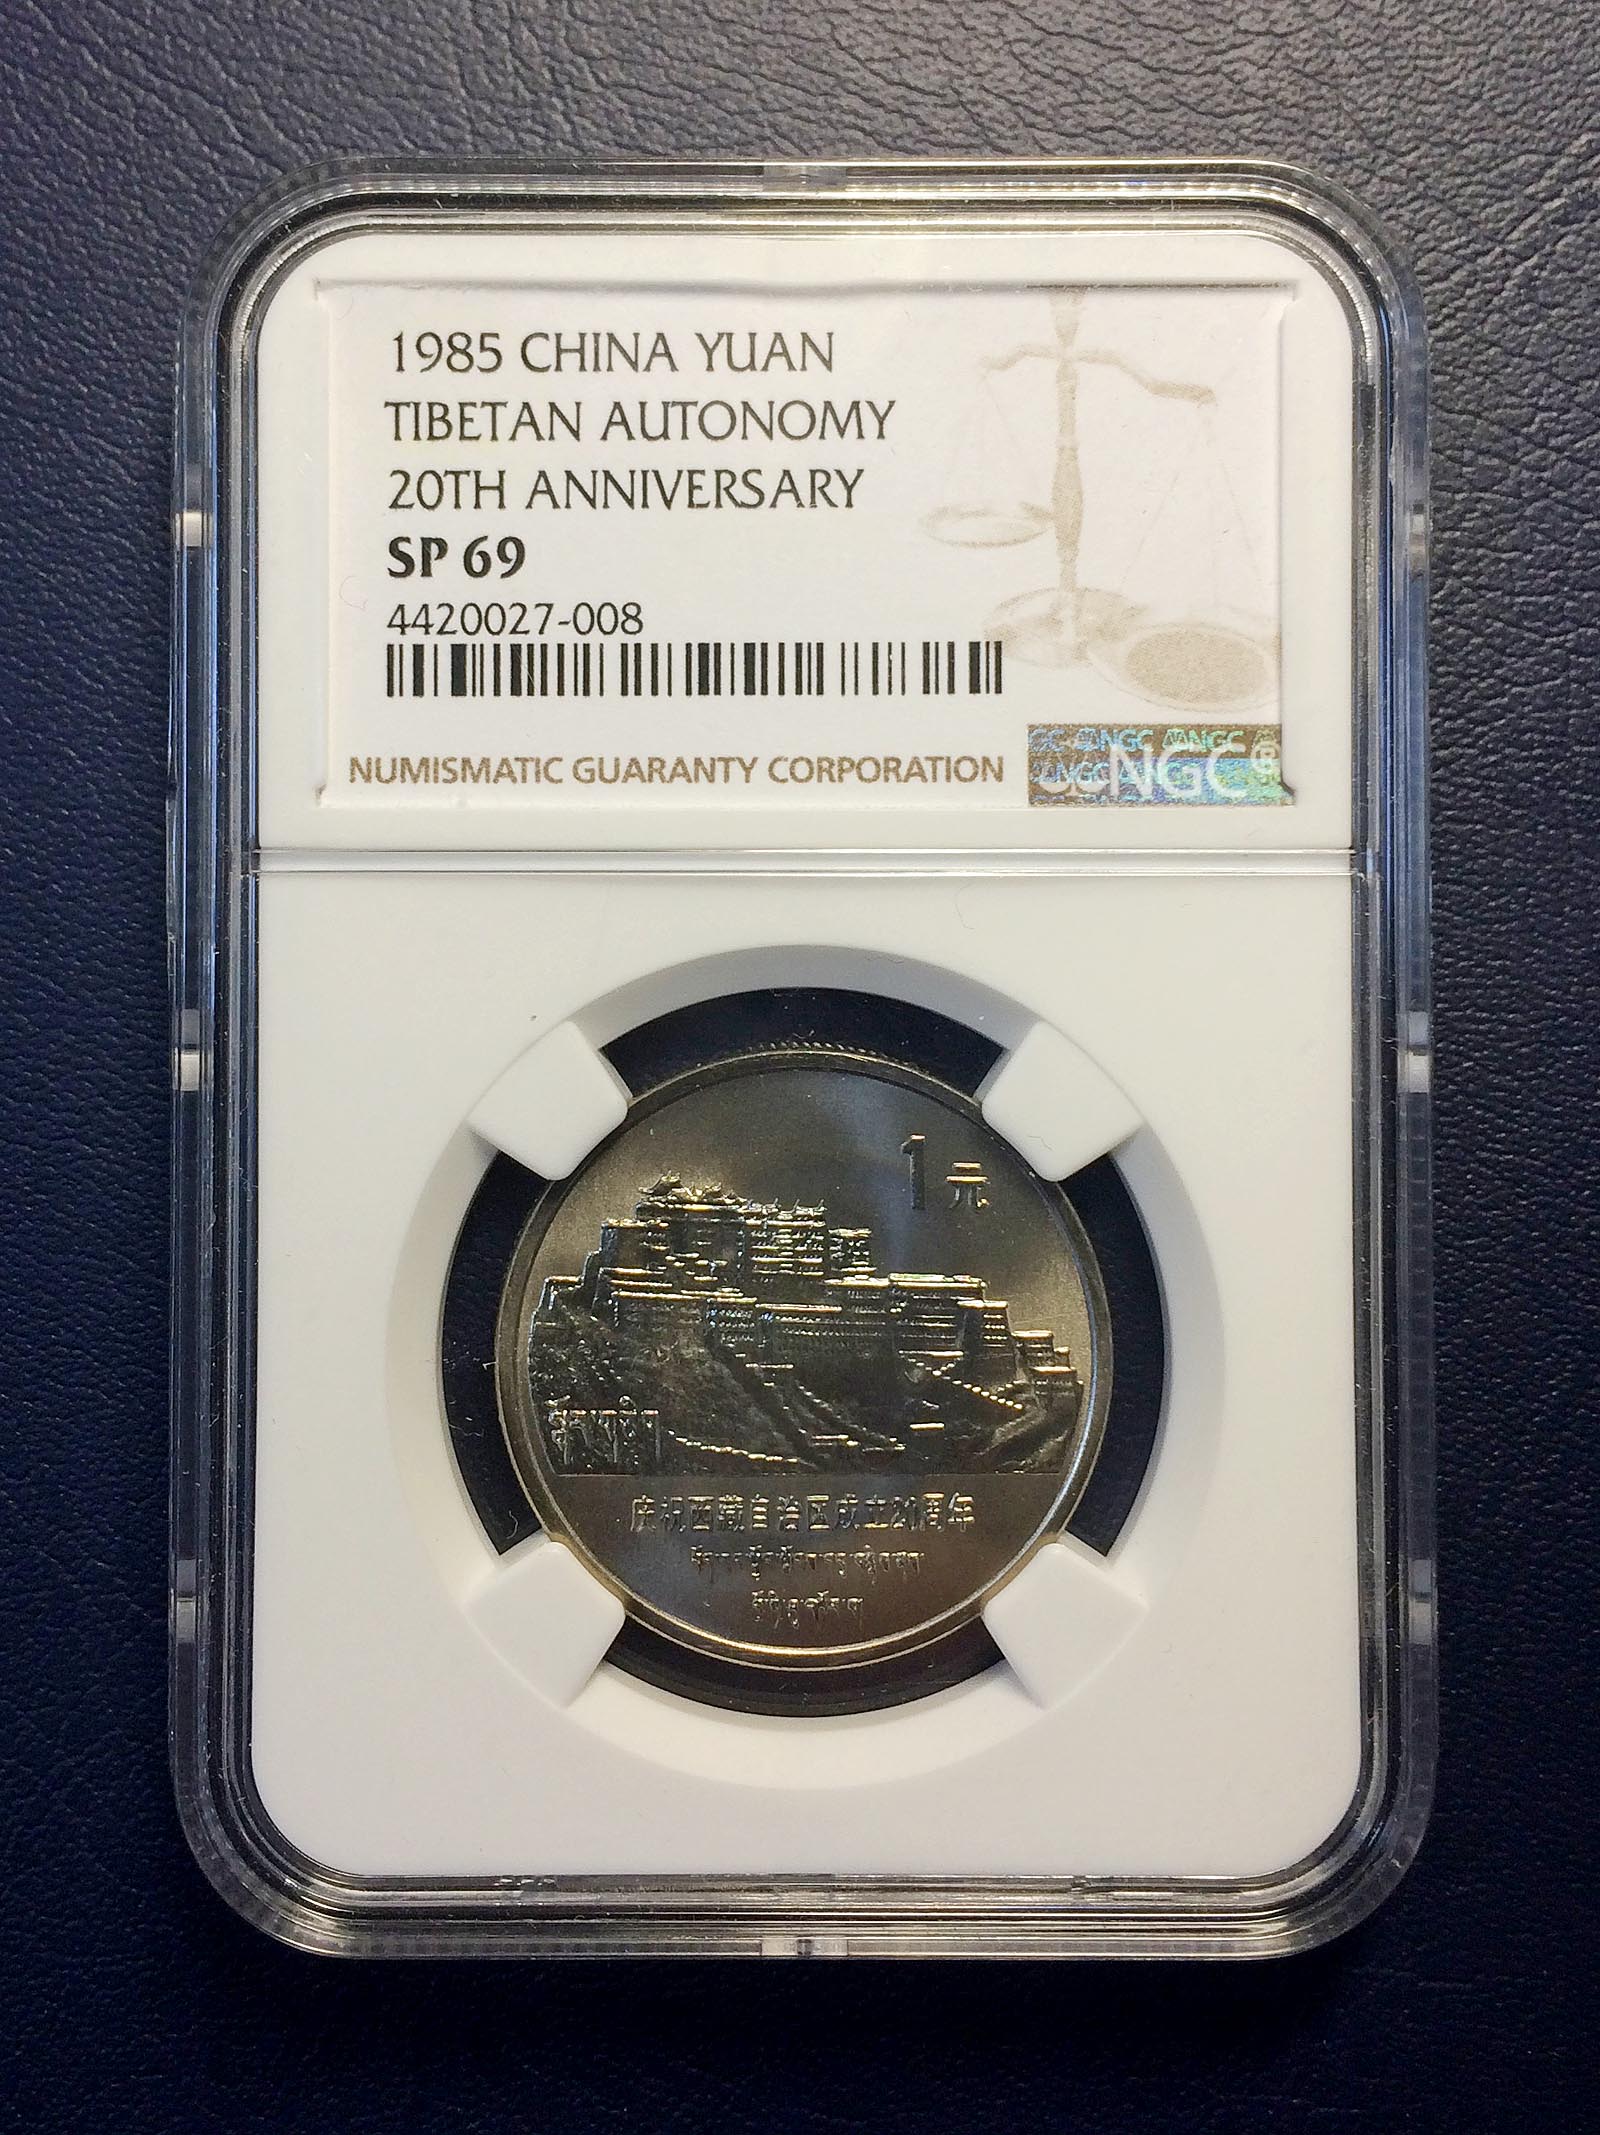 1985 CHINA YUAN
TIBETAN AUTONOMY
20TH ANNIVERSARY
SP 69
4420027-008
NUMISMATIC GUARANTY CORPORATION
NGC
1元
庆祝西藏自治区成立20周年